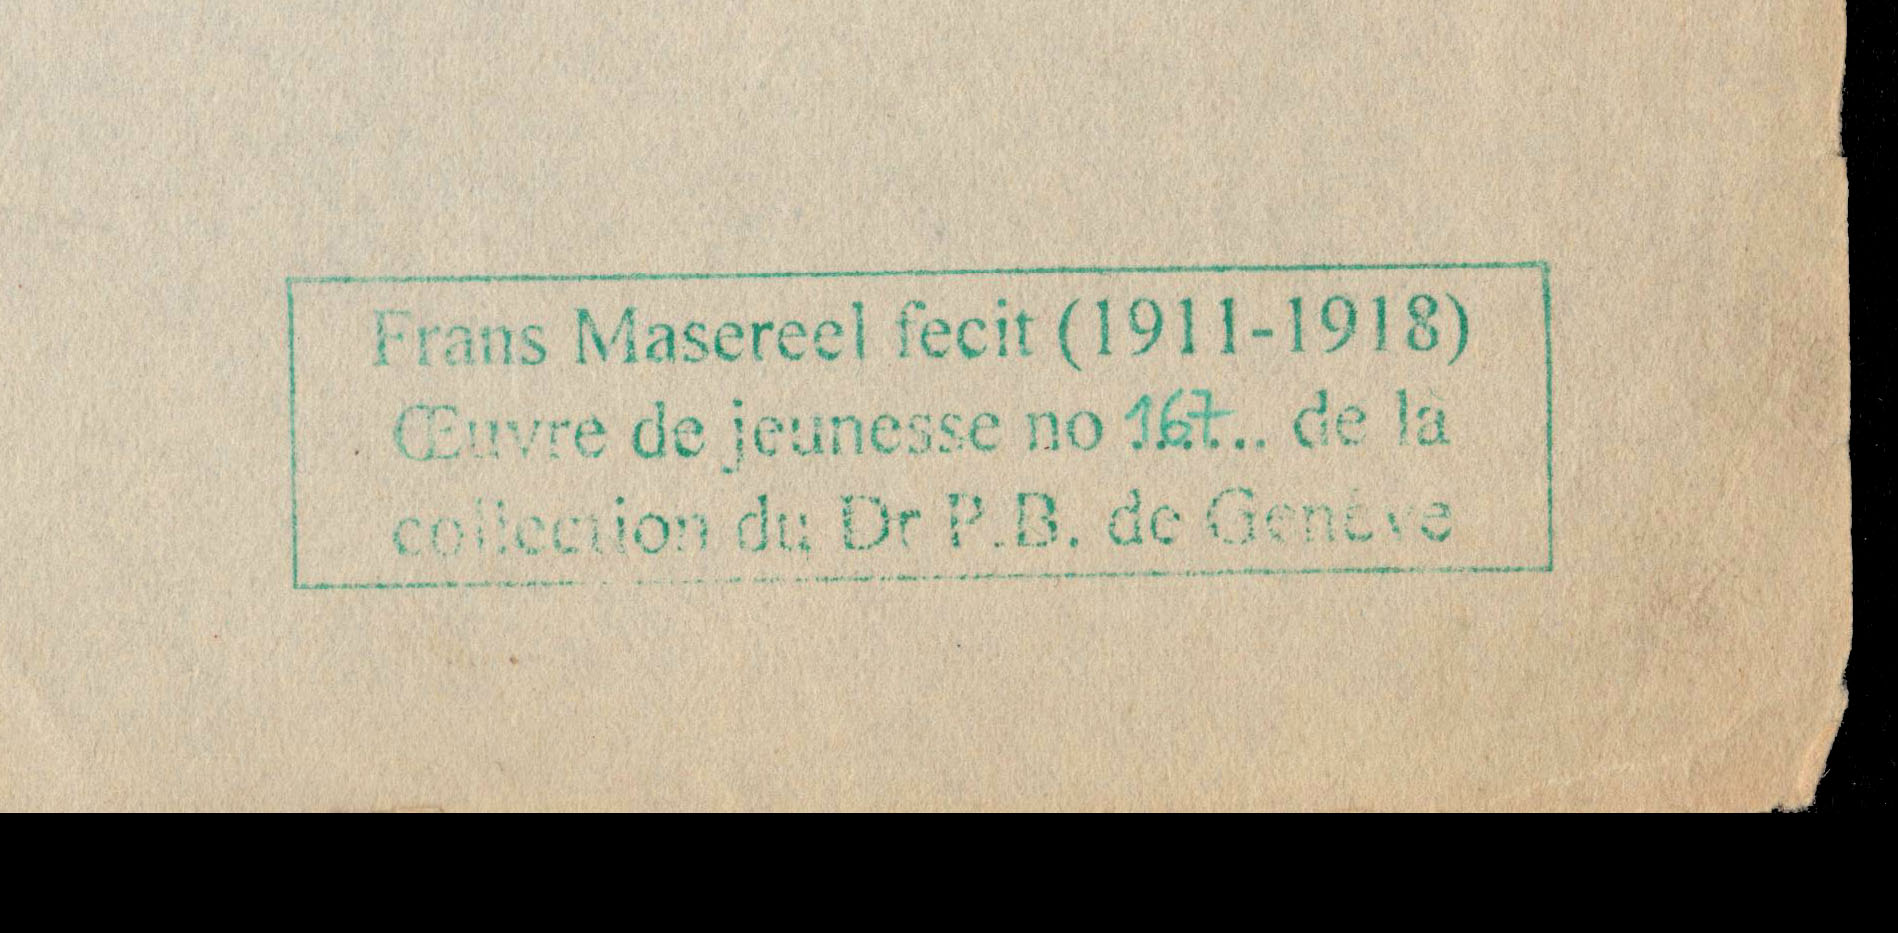 Frans Masereel fecit (1911-1918)
Œuvre de jeunesse no 167... de la
collection du Dr P.B. de Genève